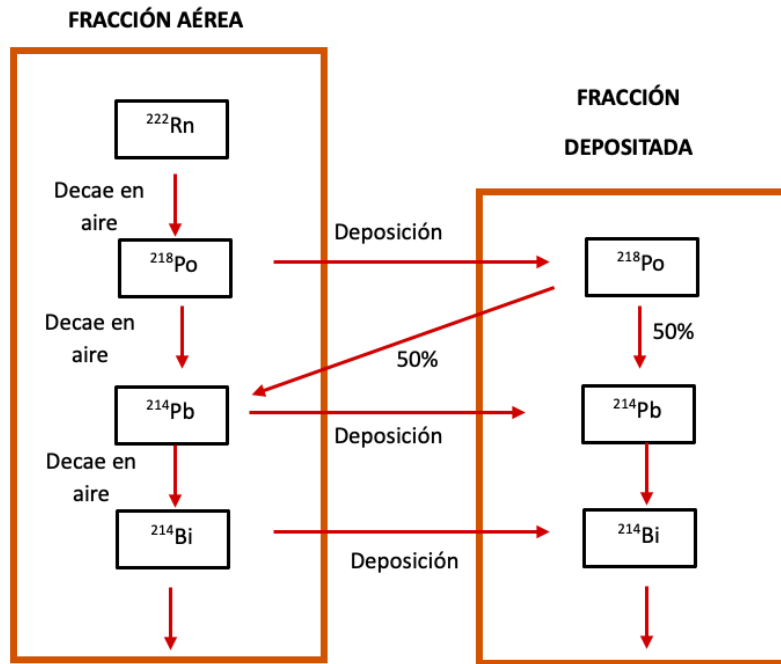 FRACCIÓN AÉREA
FRACCIÓN
DEPOSITADA
²²²Rn
Decae en
aire
Deposición
²¹⁸Po
²¹⁸Po
Decae en
aire
50%
50%
²¹⁴Pb
²¹⁴Pb
Deposición
Decae en
aire
²¹⁴Bi
²¹⁴Bi
Deposición